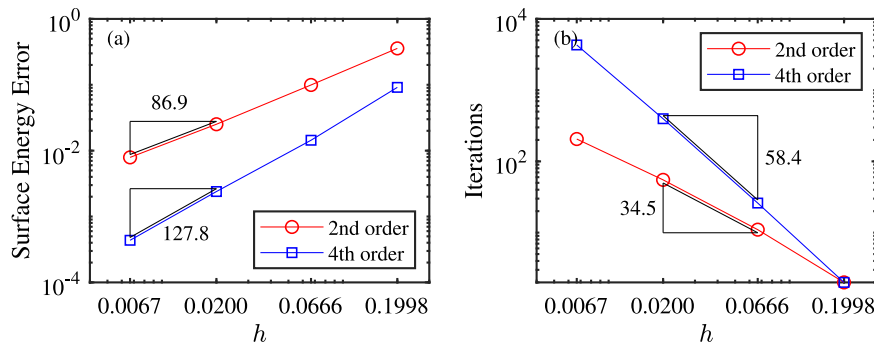 (a)
Surface Energy Error
10^0
10^-2
10^-4
86.9
127.8
2nd order
4th order
0.0067 0.0200 0.0666 0.1998
h
(b)
Iterations
10^4
10^2
2nd order
4th order
58.4
34.5
0.0067 0.0200 0.0666 0.1998
h